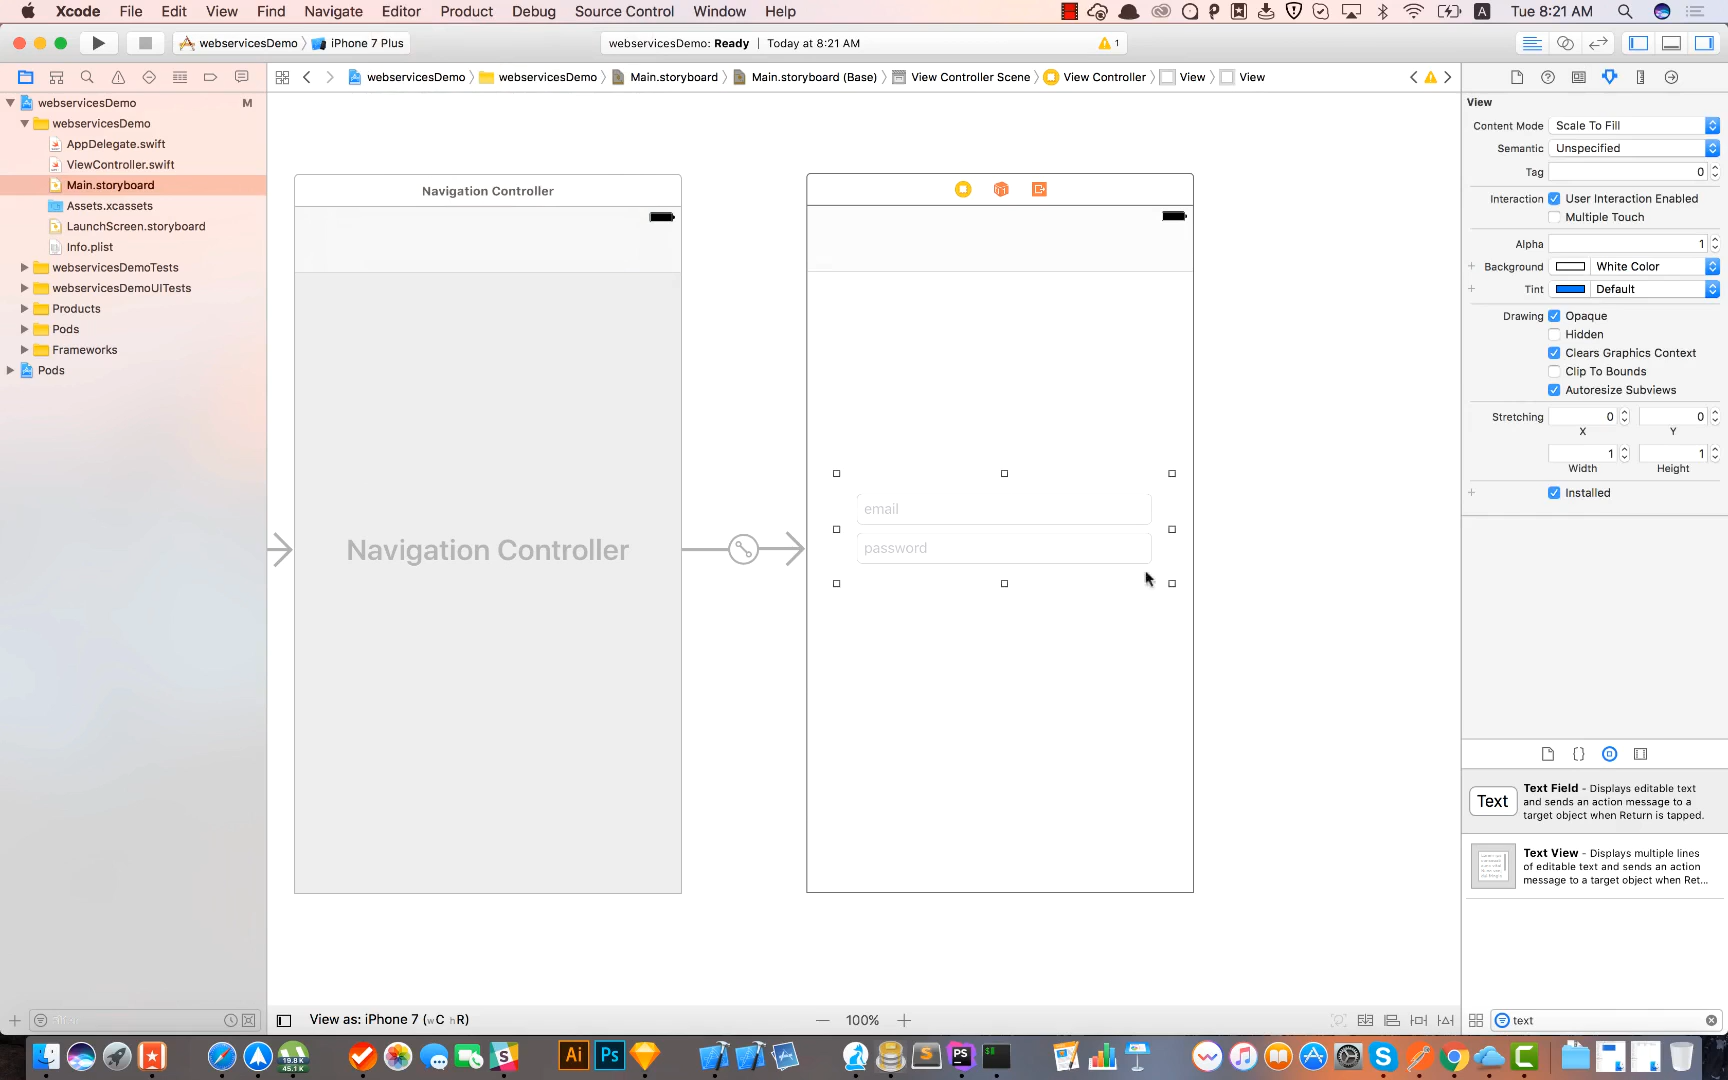 Xcode File Edit View Find Navigate Editor Product Debug Source Control Window Help
A Tue 8:21 AM
webservicesDemo iPhone 7 Plus
webservicesDemo: Ready | Today at 8:21 AM
1
webservicesDemo webservicesDemo Main.storyboard Main.storyboard (Base) View Controller Scene View Controller View View
webservicesDemo M
webservicesDemo
AppDelegate.swift
ViewController.swift
Main.storyboard
Assets.xcassets
LaunchScreen.storyboard
Info.plist
webservicesDemoTests
webservicesDemoUITests
Products
Pods
Frameworks
Pods
Navigation Controller
Navigation Controller
email
password
View
Content Mode Scale To Fill
Semantic Unspecified
Tag 0
Interaction User Interaction Enabled
Multiple Touch
Alpha 1
Background White Color
Tint Default
Drawing Opaque
Hidden
Clears Graphics Context
Clip To Bounds
Autoresize Subviews
Stretching 0 0
X Y
1 1
Width Height
Installed
Text
Text Field - Displays editable text
and sends an action message to a
target object when Return is tapped.
Text View - Displays multiple lines
of editable text and sends an action
message to a target object when Ret...
View as: iPhone 7 (wC hR)
100%
text
19.8 K
45.1 K
Ai Ps
PS